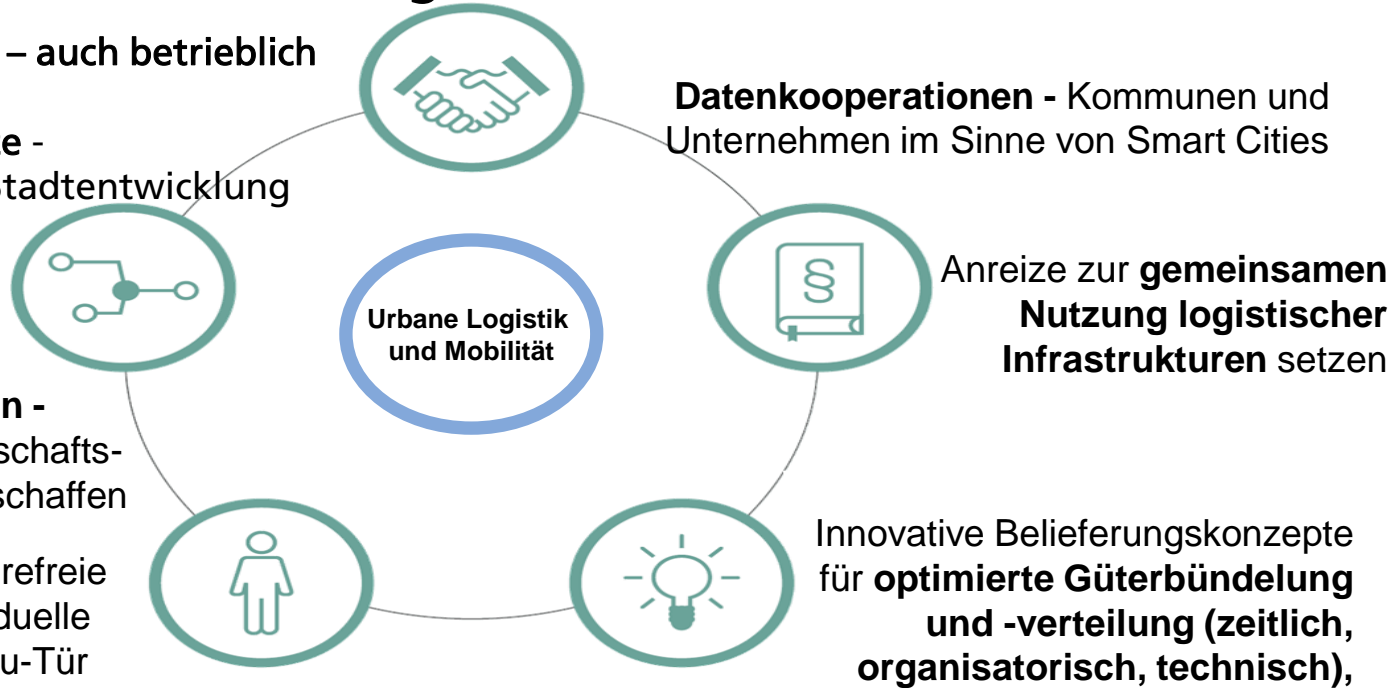 – auch betrieblich
Stadtentwicklung
Datenkooperationen - Kommunen und
Unternehmen im Sinne von Smart Cities
§
Anreize zur gemeinsamen
Nutzung logistischer
Infrastrukturen setzen
Urbane Logistik
und Mobilität
n -
schafts-
schaffen
refreie
duelle
u-Tür
Innovative Belieferungskonzepte
für optimierte Güterbündelung
und -verteilung (zeitlich,
organisatorisch, technisch),